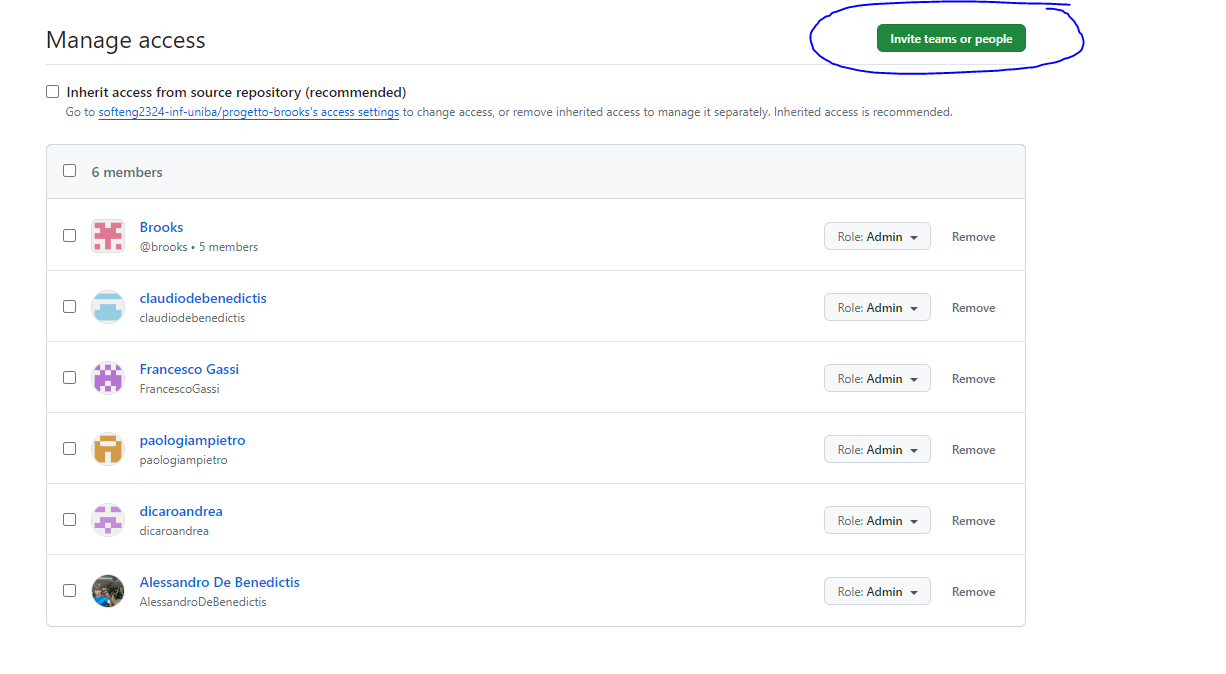 Manage access
Invite teams or people
Inherit access from source repository (recommended)
Go to softeng2324-inf-uniba/progetto-brooks's access settings to change access, or remove inherited access to manage it separately. Inherited access is recommended.
6 members
Brooks
@brooks • 5 members
Role: Admin
Remove
claudiodebenedictis
claudiodebenedictis
Role: Admin
Remove
Francesco Gassi
FrancescoGassi
Role: Admin
Remove
paologiampietro
paologiampietro
Role: Admin
Remove
dicaroandrea
dicaroandrea
Role: Admin
Remove
Alessandro De Benedictis
AlessandroDeBenedictis
Role: Admin
Remove